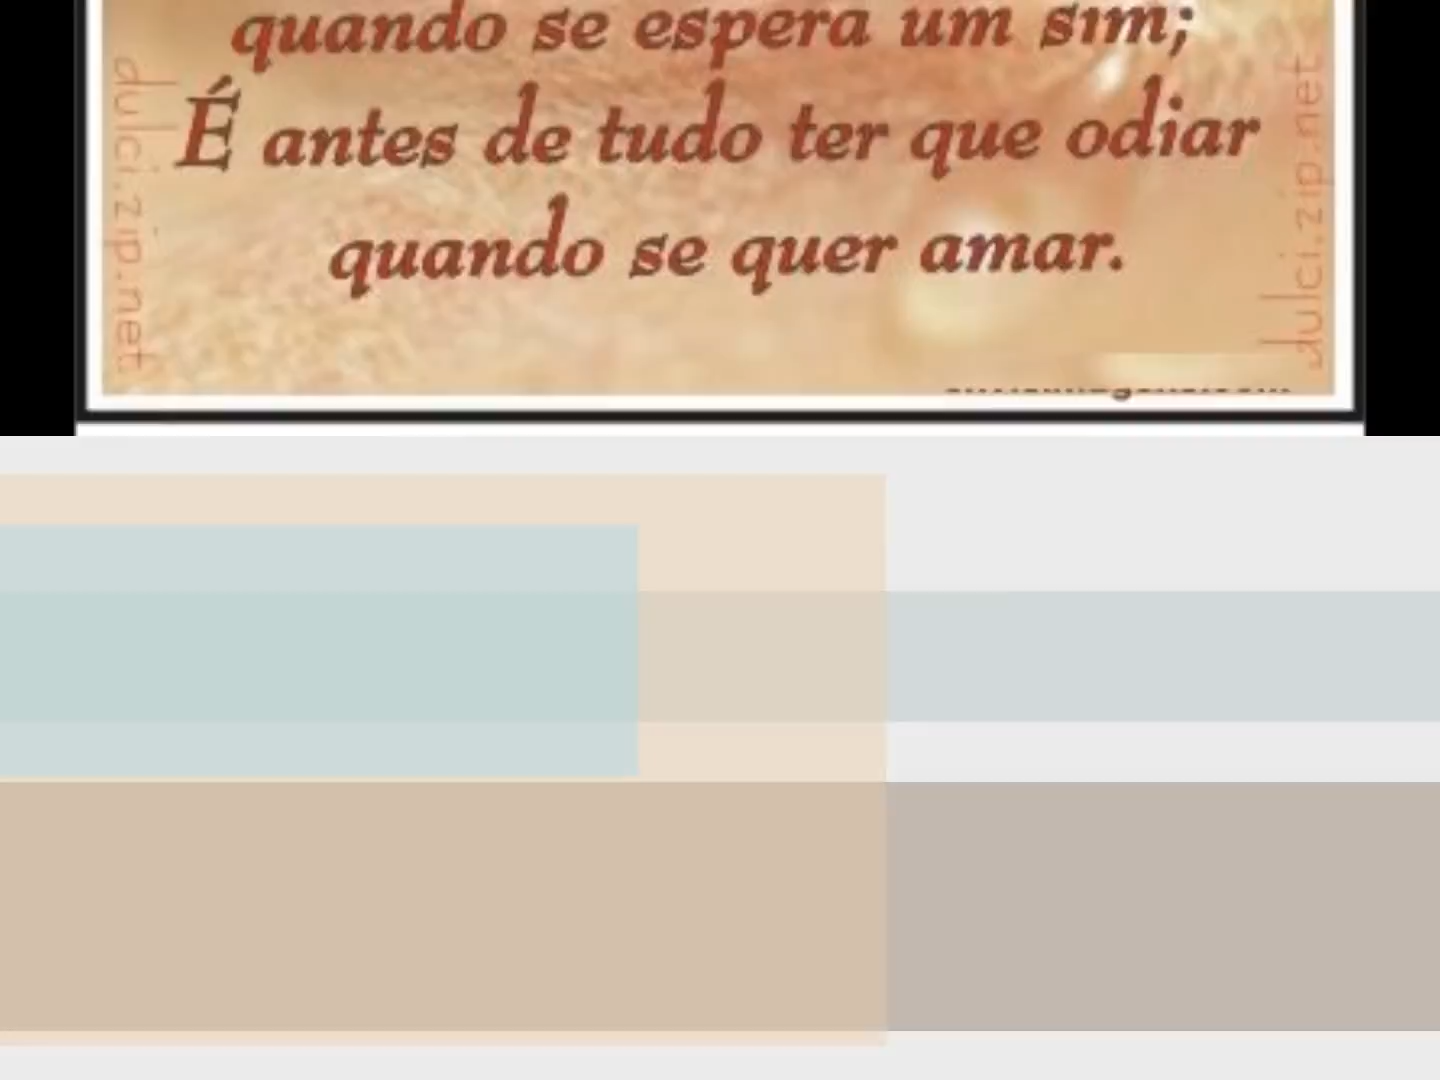 quando se espera um sim;
É antes de tudo ter que odiar
quando se quer amar.
dulci.zip.net
dulci.zip.net